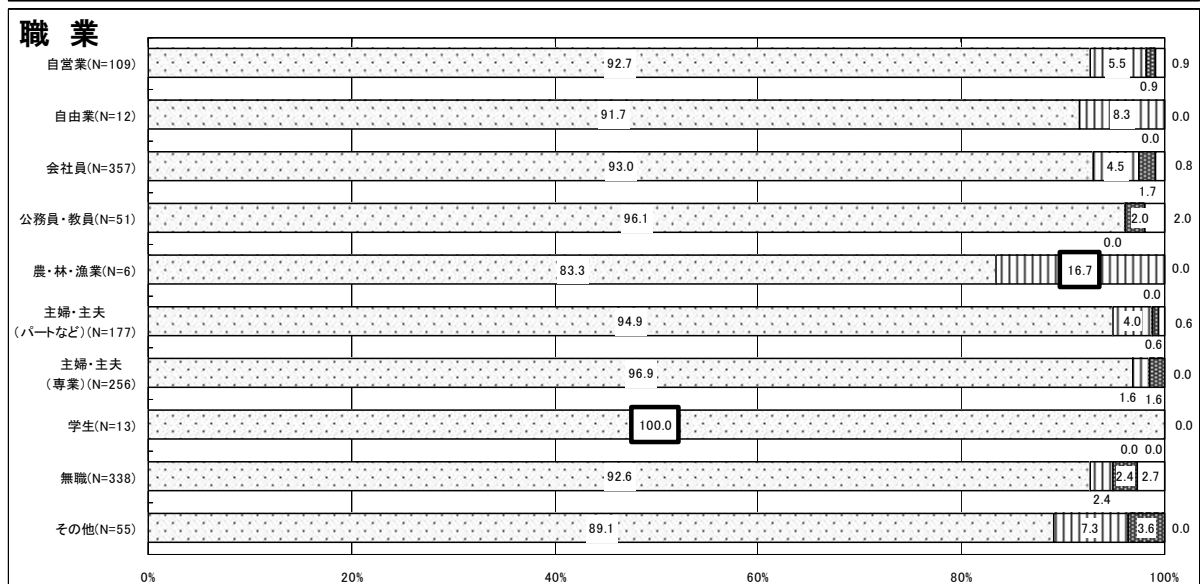 職 業
自営業(N=109) 92.7 5.5 0.9
0.9
自由業(N=12) 91.7 8.3 0.0
0.0
会社員(N=357) 93.0 4.5 0.8
1.7
公務員・教員(N=51) 96.1 2.0 2.0
0.0
農・林・漁業(N=6) 83.3 16.7 0.0
0.0
主婦・主夫
(パートなど)(N=177) 94.9 4.0 0.6
0.6
主婦・主夫
(専業)(N=256) 96.9 0.0
1.6 1.6
学生(N=13) 100.0 0.0
0.0 0.0
無職(N=338) 92.6 2.4 2.7
2.4
その他(N=55) 89.1 7.3 3.6 0.0
0% 20% 40% 60% 80% 100%